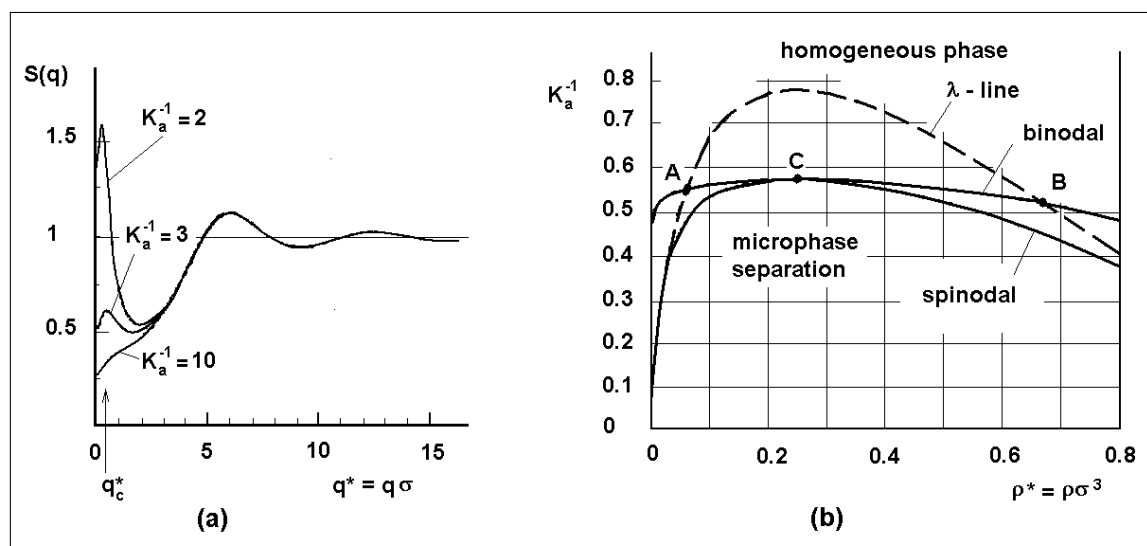 S(q)
K_a^-1 = 2
1.5
1
K_a^-1 = 3
0.5
K_a^-1 = 10
0 5 10 15
q_c^* q* = qσ
(a)
homogeneous phase
K_a^-1
0.8
λ - line
0.7
binodal
0.6
A
C
B
0.5
microphase
separation
0.4
spinodal
0.3
0.2
0.1
0
0 0.2 0.4 0.6 0.8
ρ* = ρσ³
(b)